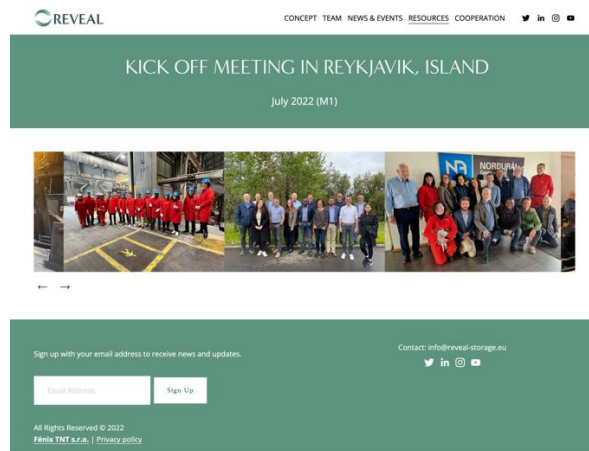 REVEAL
CONCEPT TEAM NEWS & EVENTS RESOURCES COOPERATION
KICK OFF MEETING IN REYKJAVIK, ISLAND
July 2022 (M1)
NORDURÁL
Sign up with your email address to receive news and updates.
Email Address
Sign Up
All Rights Reserved © 2022
Fénix TNT s.r.o. | Privacy policy
Contact: info@reveal-storage.eu